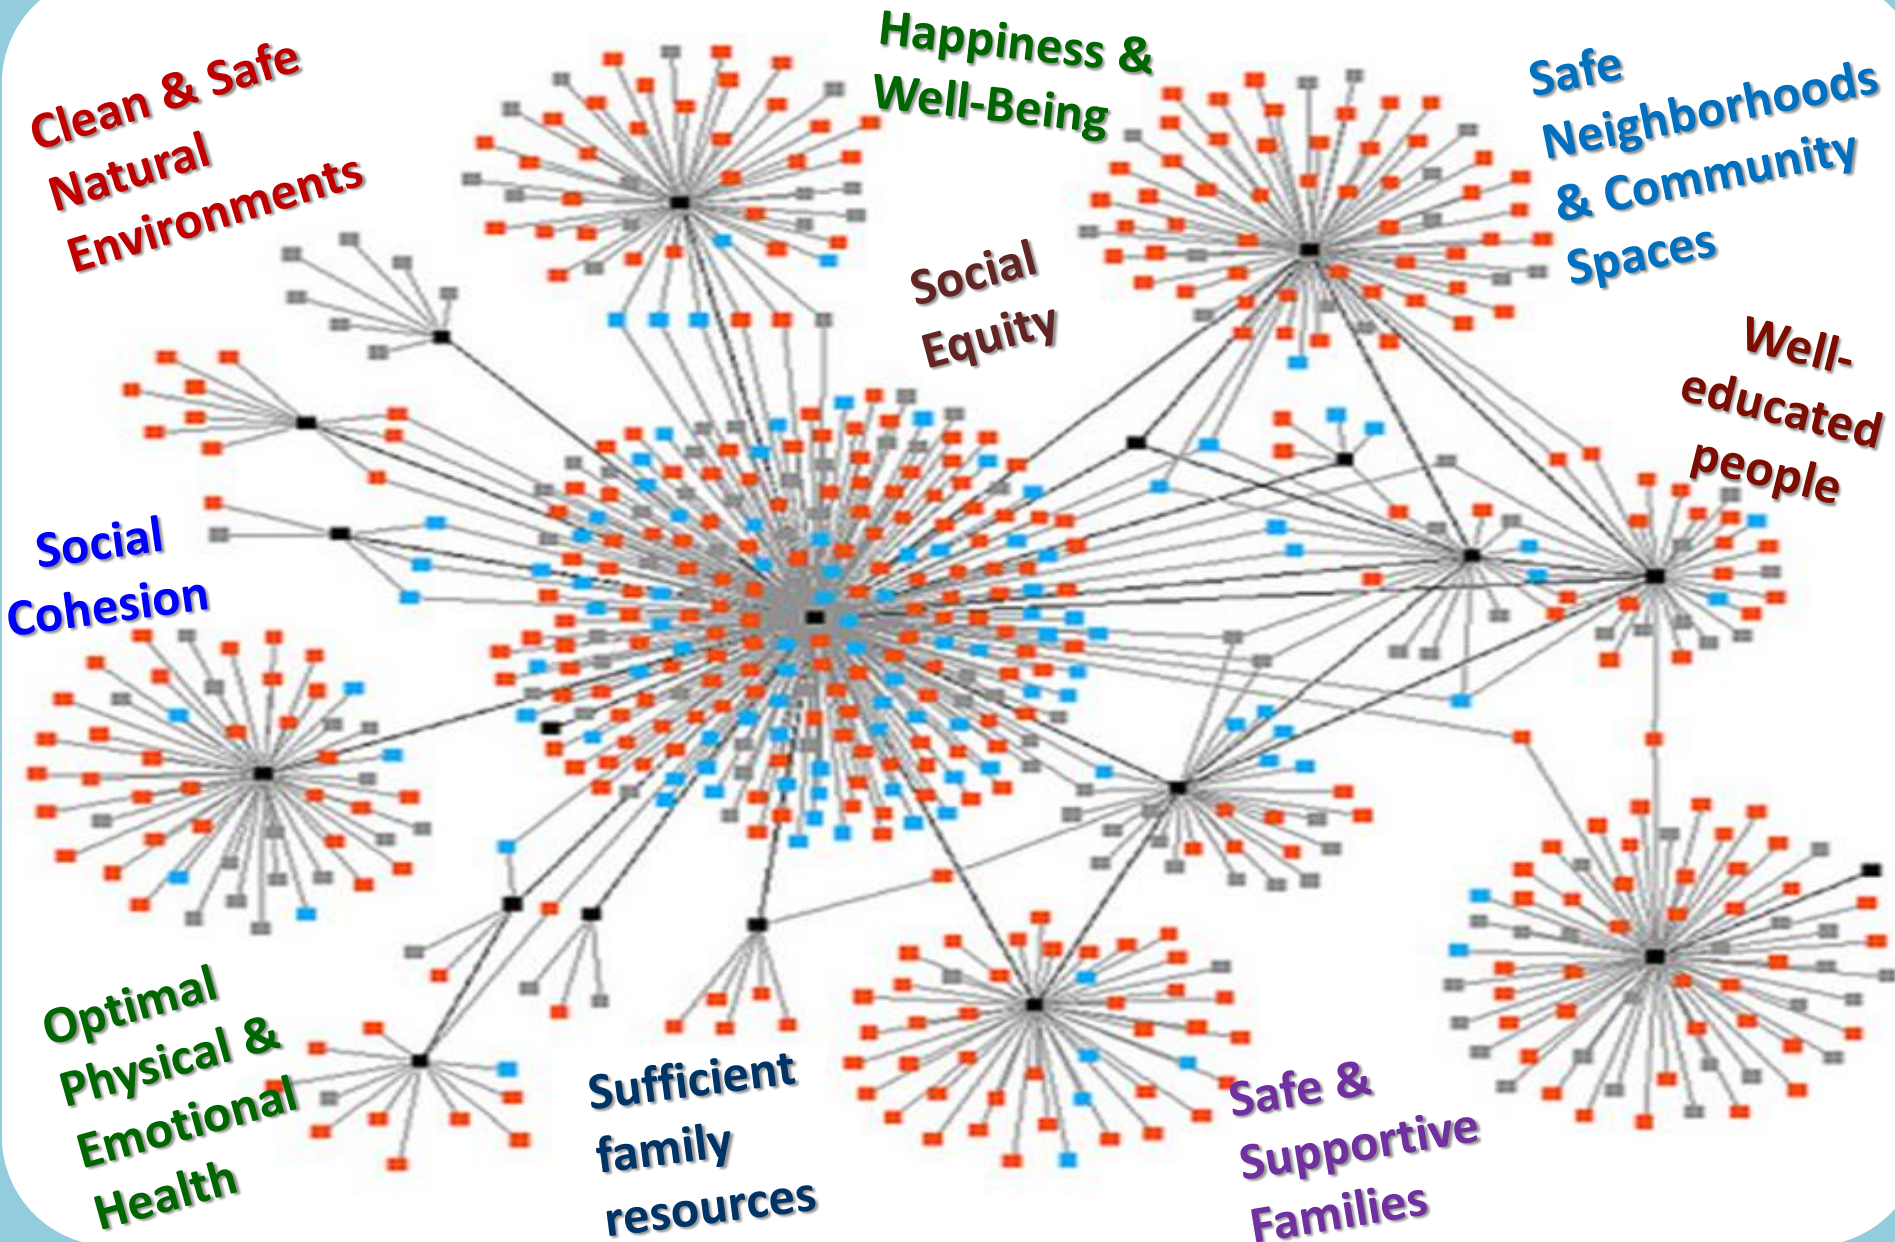 Clean & Safe
Natural
Environments
Happiness &
Well-Being
Safe
Neighborhoods
& Community
Spaces
Social
Equity
Well-
educated
people
Social
Cohesion
Optimal
Physical &
Emotional
Health
Sufficient
family
resources
Safe &
Supportive
Families